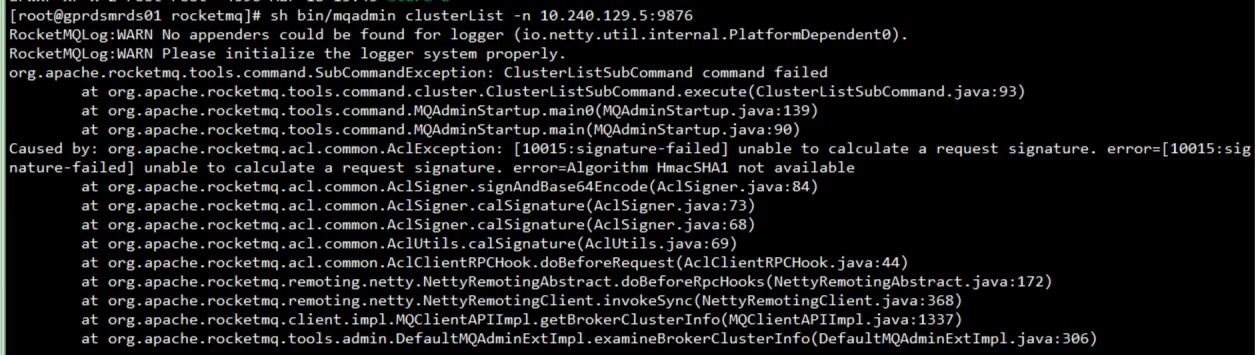 [root@gprdsmrds01 rocketmq]# sh bin/mqadmin clusterList -n 10.240.129.5:9876
RocketMQLog:WARN No appenders could be found for logger (io.netty.util.internal.PlatformDependent0).
RocketMQLog:WARN Please initialize the logger system properly.
org.apache.rocketmq.tools.command.SubCommandException: ClusterListSubCommand command failed
        at org.apache.rocketmq.tools.command.cluster.ClusterListSubCommand.execute(ClusterListSubCommand.java:93)
        at org.apache.rocketmq.tools.command.MQAdminStartup.main0(MQAdminStartup.java:139)
        at org.apache.rocketmq.tools.command.MQAdminStartup.main(MQAdminStartup.java:90)
Caused by: org.apache.rocketmq.acl.common.AclException: [10015:signature-failed] unable to calculate a request signature. error=[10015:sig
nature-failed] unable to calculate a request signature. error=Algorithm HmacSHA1 not available
        at org.apache.rocketmq.acl.common.AclSigner.signAndBase64Encode(AclSigner.java:84)
        at org.apache.rocketmq.acl.common.AclSigner.calSignature(AclSigner.java:73)
        at org.apache.rocketmq.acl.common.AclSigner.calSignature(AclSigner.java:68)
        at org.apache.rocketmq.acl.common.AclUtils.calSignature(AclUtils.java:69)
        at org.apache.rocketmq.acl.common.AclClientRPCHook.doBeforeRequest(AclClientRPCHook.java:44)
        at org.apache.rocketmq.remoting.netty.NettyRemotingAbstract.doBeforeRpcHooks(NettyRemotingAbstract.java:172)
        at org.apache.rocketmq.remoting.netty.NettyRemotingClient.invokeSync(NettyRemotingClient.java:368)
        at org.apache.rocketmq.client.impl.MQClientAPIImpl.getBrokerClusterInfo(MQClientAPIImpl.java:1337)
        at org.apache.rocketmq.tools.admin.DefaultMQAdminExtImpl.examineBrokerClusterInfo(DefaultMQAdminExtImpl.java:306)